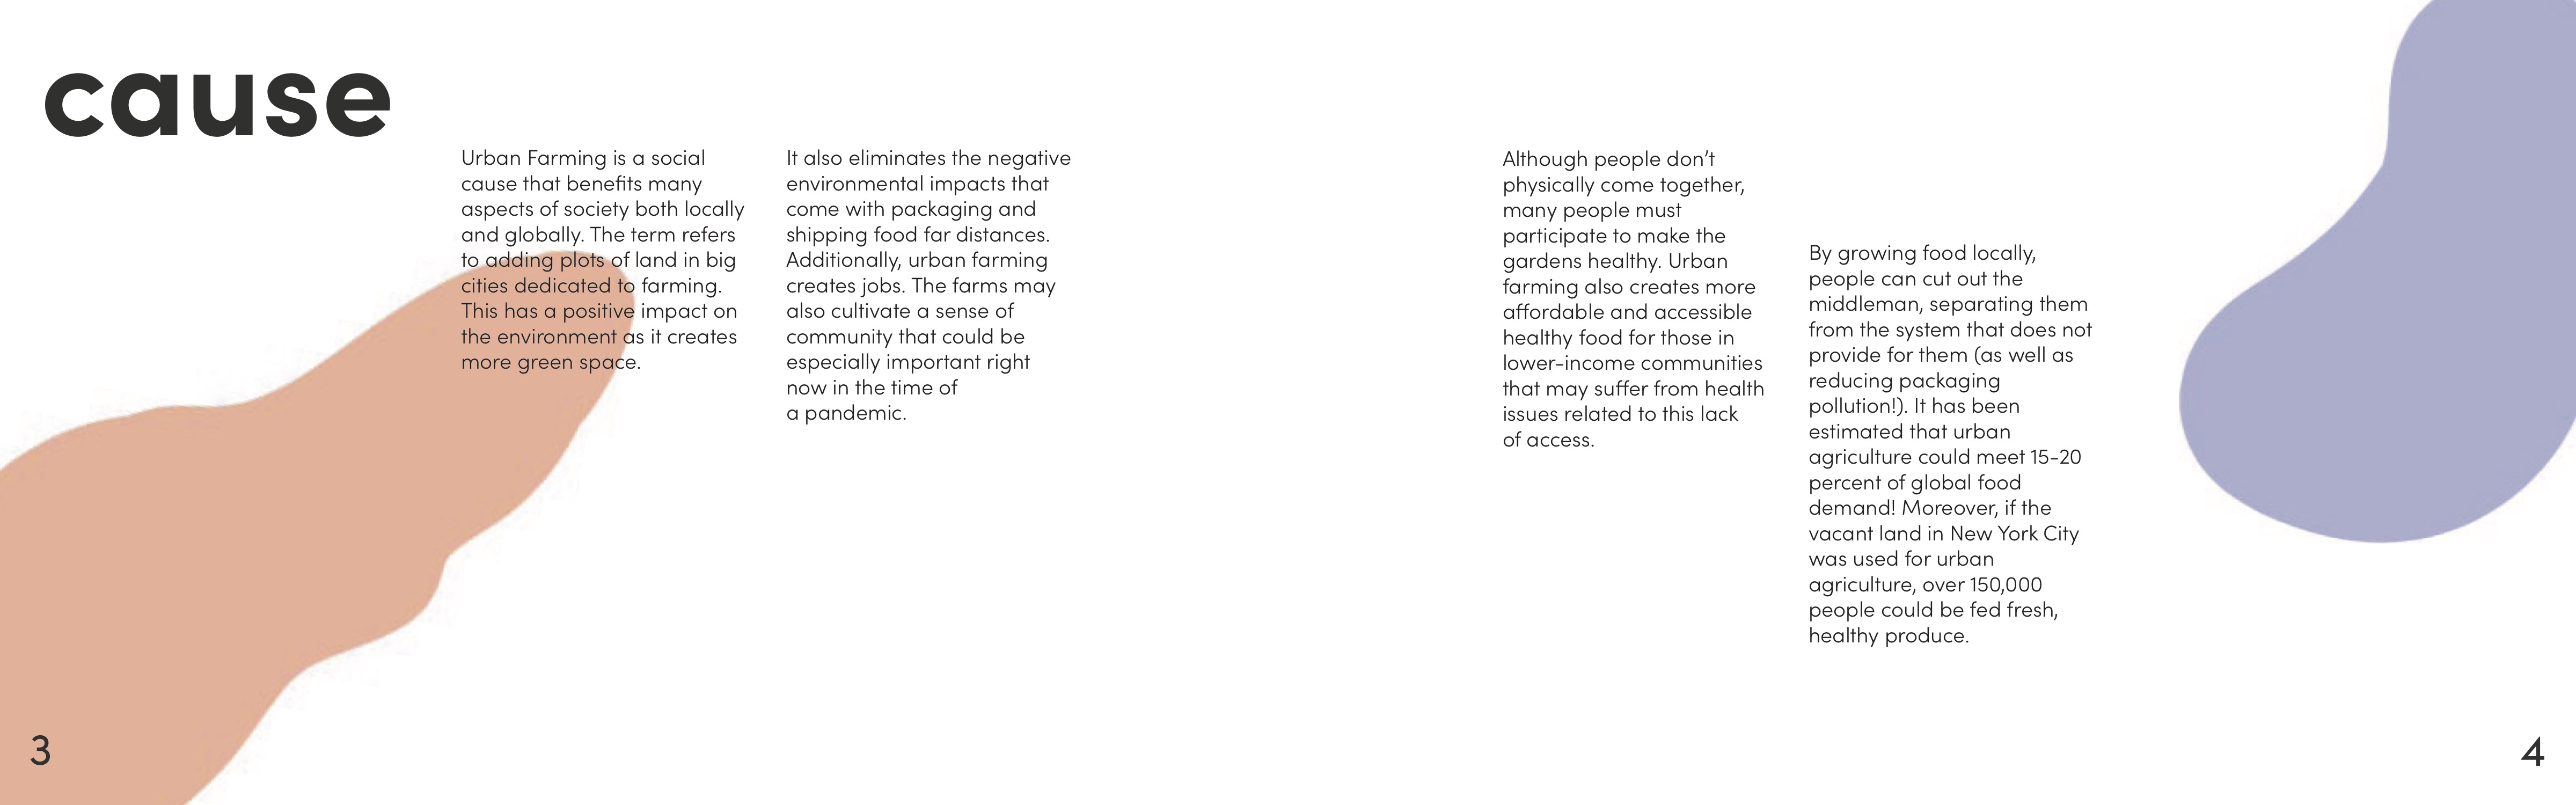 cause
Urban Farming is a social
cause that benefits many
aspects of society both locally
and globally. The term refers
to adding plots of land in big
cities dedicated to farming.
This has a positive impact on
the environment as it creates
more green space.
It also eliminates the negative
environmental impacts that
come with packaging and
shipping food far distances.
Additionally, urban farming
creates jobs. The farms may
also cultivate a sense of
community that could be
especially important right
now in the time of
a pandemic.
Although people don’t
physically come together,
many people must
participate to make the
gardens healthy. Urban
farming also creates more
affordable and accessible
healthy food for those in
lower-income communities
that may suffer from health
issues related to this lack
of access.
By growing food locally,
people can cut out the
middleman, separating them
from the system that does not
provide for them (as well as
reducing packaging
pollution!). It has been
estimated that urban
agriculture could meet 15-20
percent of global food
demand! Moreover, if the
vacant land in New York City
was used for urban
agriculture, over 150,000
people could be fed fresh,
healthy produce.
3
4